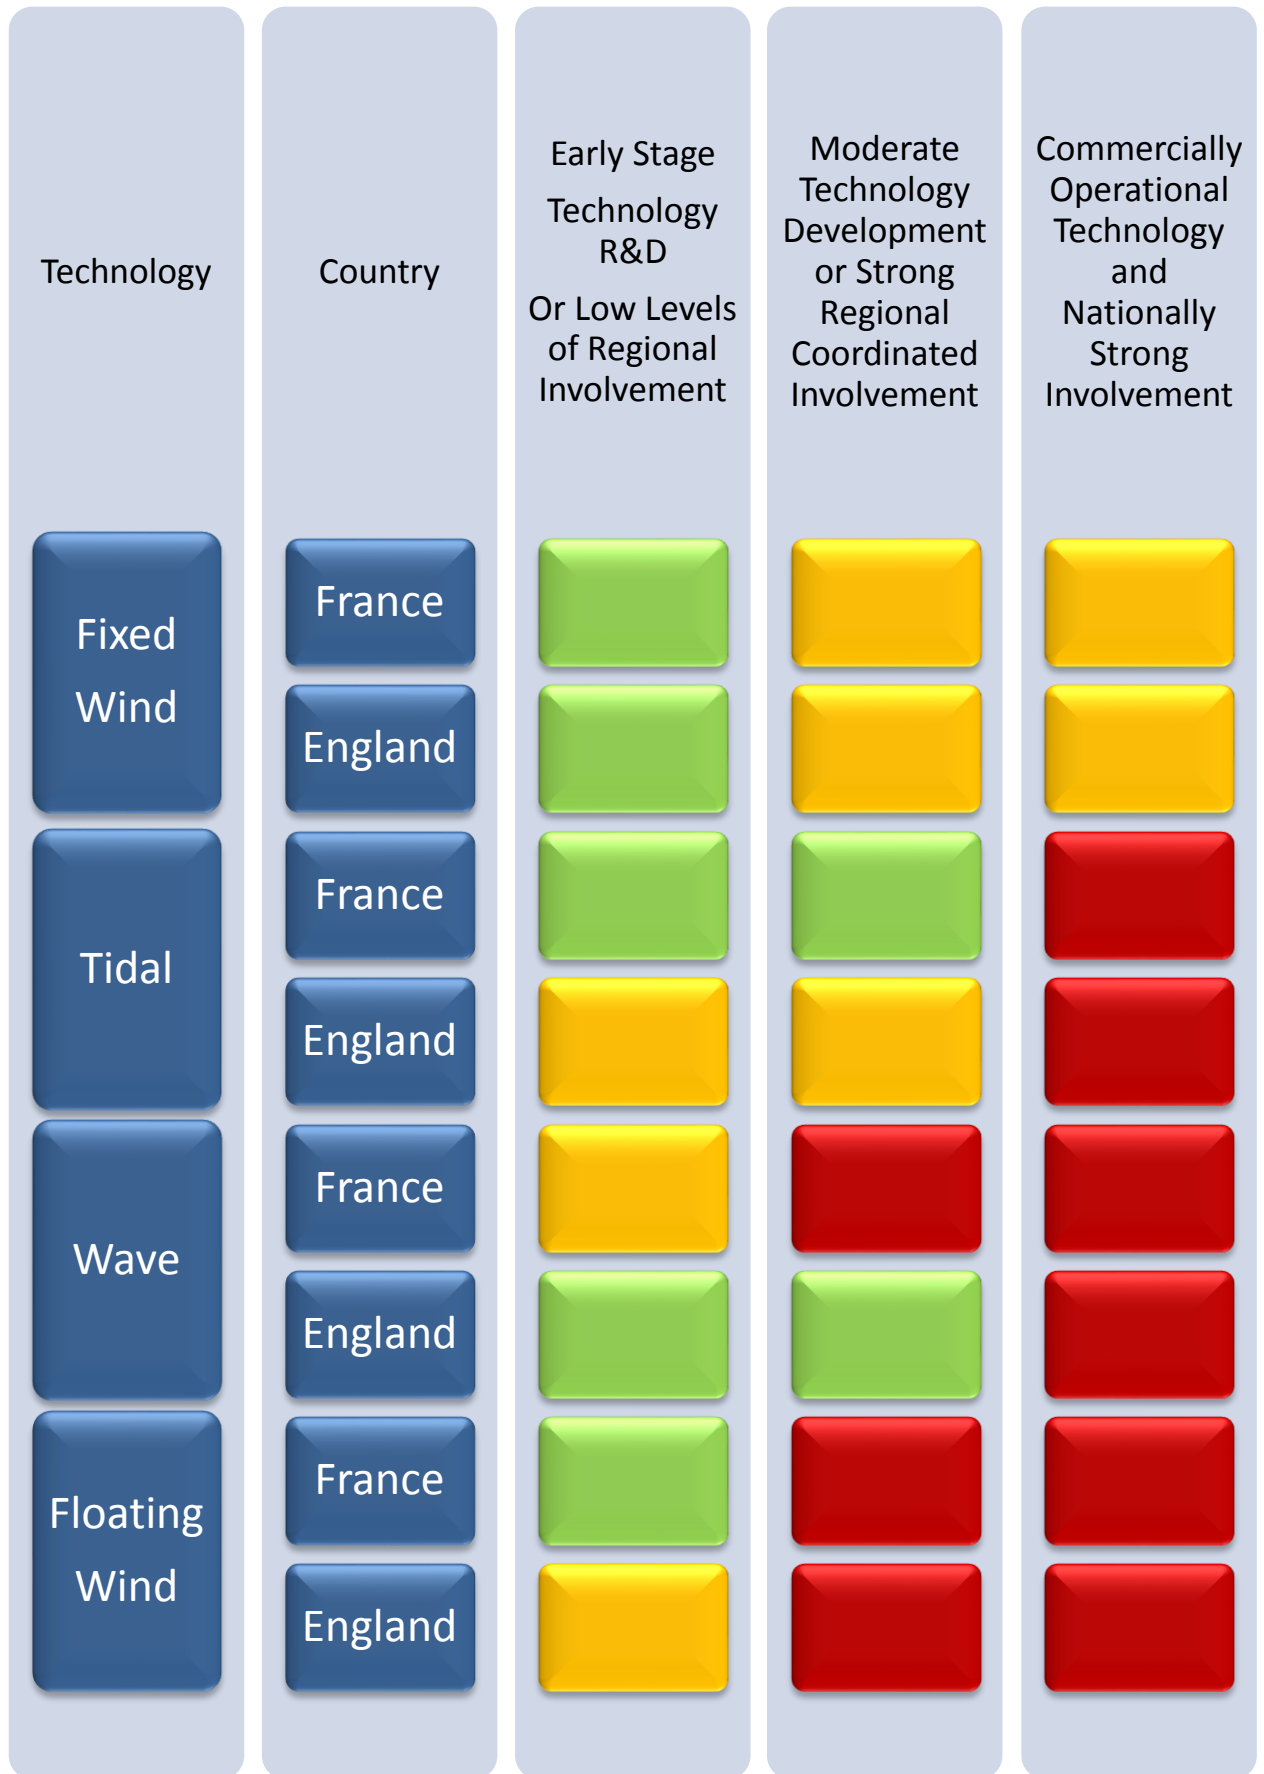 Technology
Country
Early Stage
Technology
R&D
Or Low Levels
of Regional
Involvement
Moderate
Technology
Development
or Strong
Regional
Coordinated
Involvement
Commercially
Operational
Technology
and
Nationally
Strong
Involvement
Fixed
Wind
France
England
Tidal
France
England
Wave
France
England
Floating
Wind
France
England